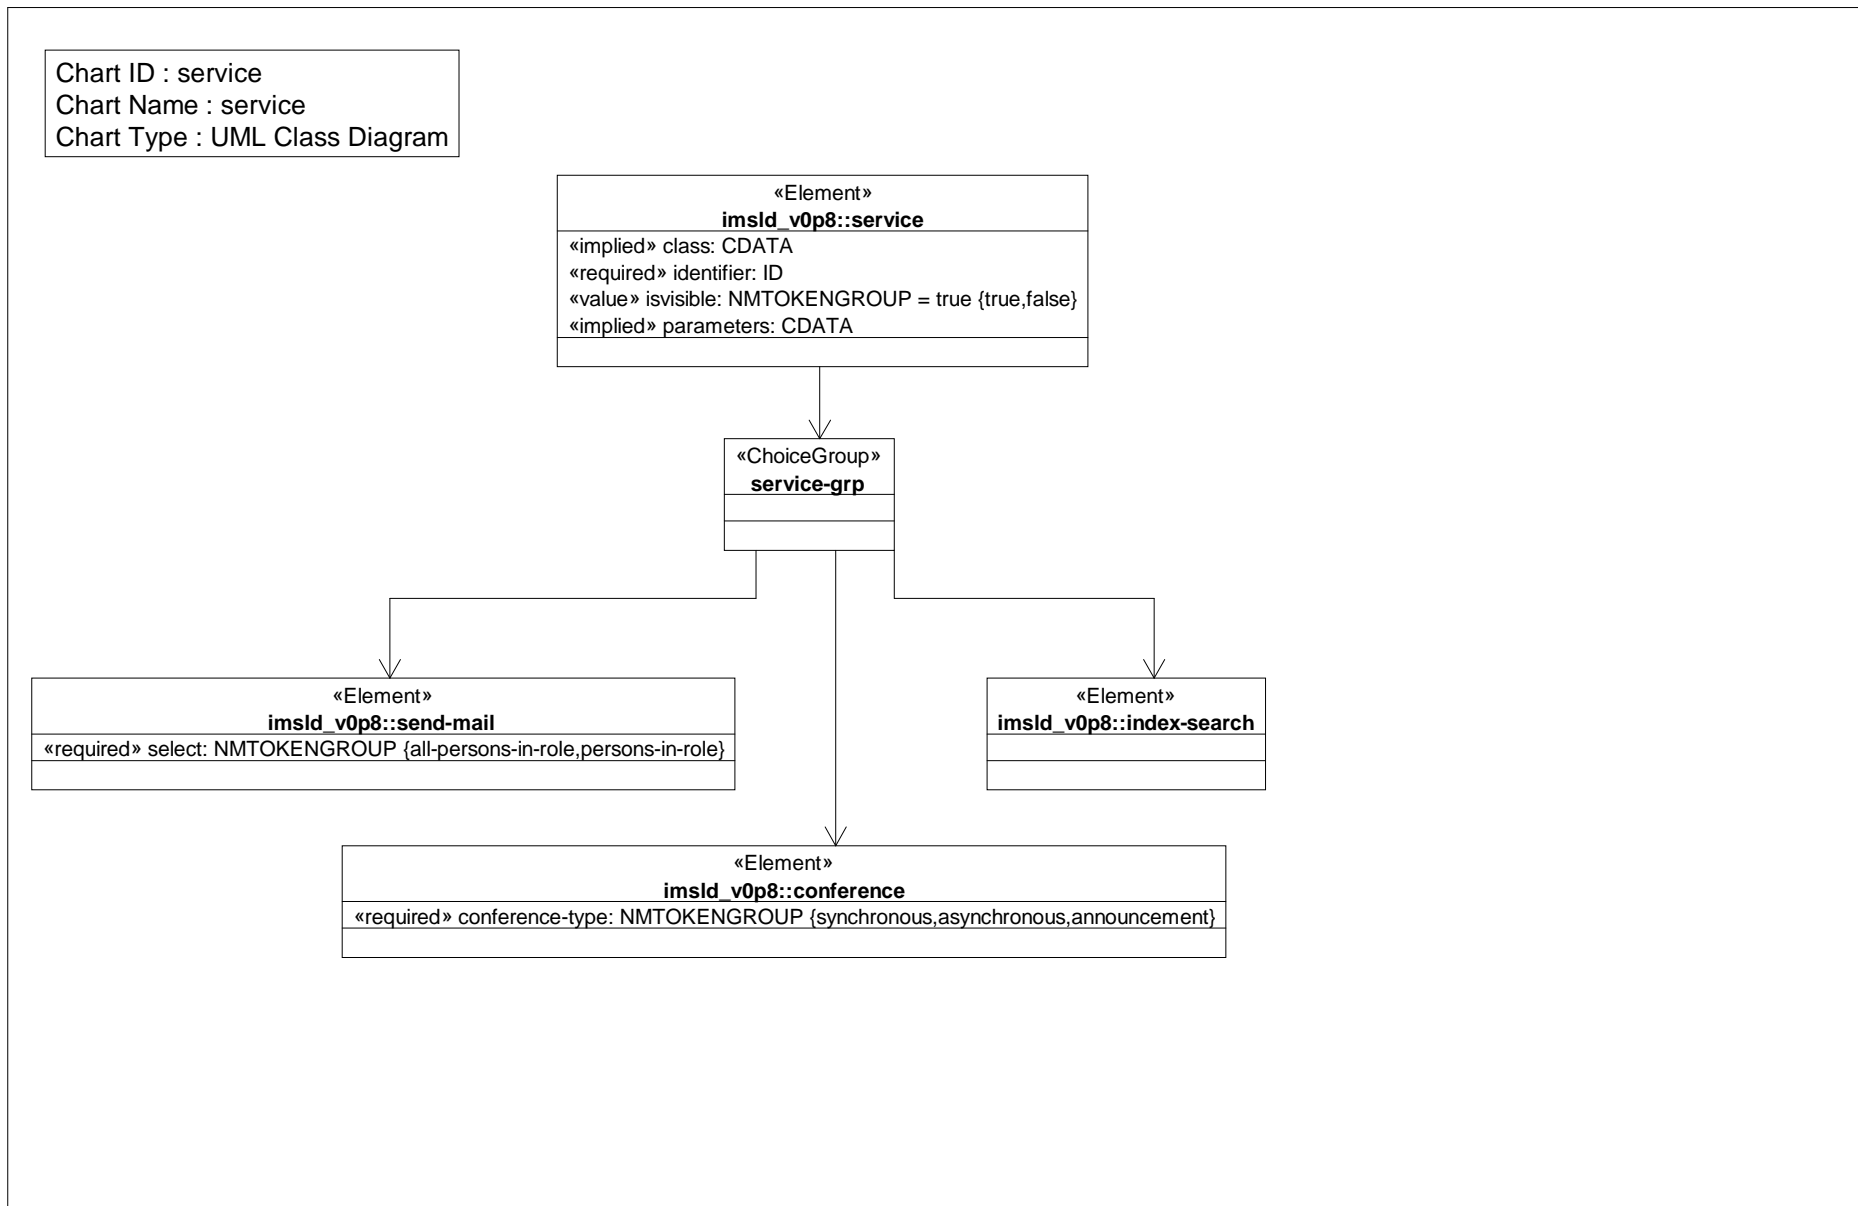 Chart ID : service
Chart Name : service
Chart Type : UML Class Diagram
«Element»
imsld_v0p8::service
«implied» class: CDATA
«required» identifier: ID
«value» isvisible: NMTOKENGROUP = true {true,false}
«implied» parameters: CDATA
«ChoiceGroup»
service-grp
«Element»
imsld_v0p8::send-mail
«required» select: NMTOKENGROUP {all-persons-in-role,persons-in-role}
«Element»
imsld_v0p8::index-search
«Element»
imsld_v0p8::conference
«required» conference-type: NMTOKENGROUP {synchronous,asynchronous,announcement}